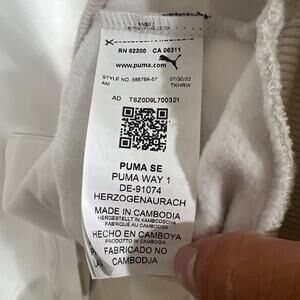 RN 62200 CA 06311
www.puma.com
STYLE NO. 586764-57 07/30/22
AM TKHRW
AD TSZ0D9L700321
PUMA SE
PUMA WAY 1
DE-91074
HERZOGENAURACH
MADE IN CAMBODIA
HERGESTELLT IN KAMBODSCHA
FABRIQUÉ AU CAMBODGE
HECHO EN CAMBOYA
PRODOTTO IN CAMBOGIA
FABRICADO NO
CAMBODJA